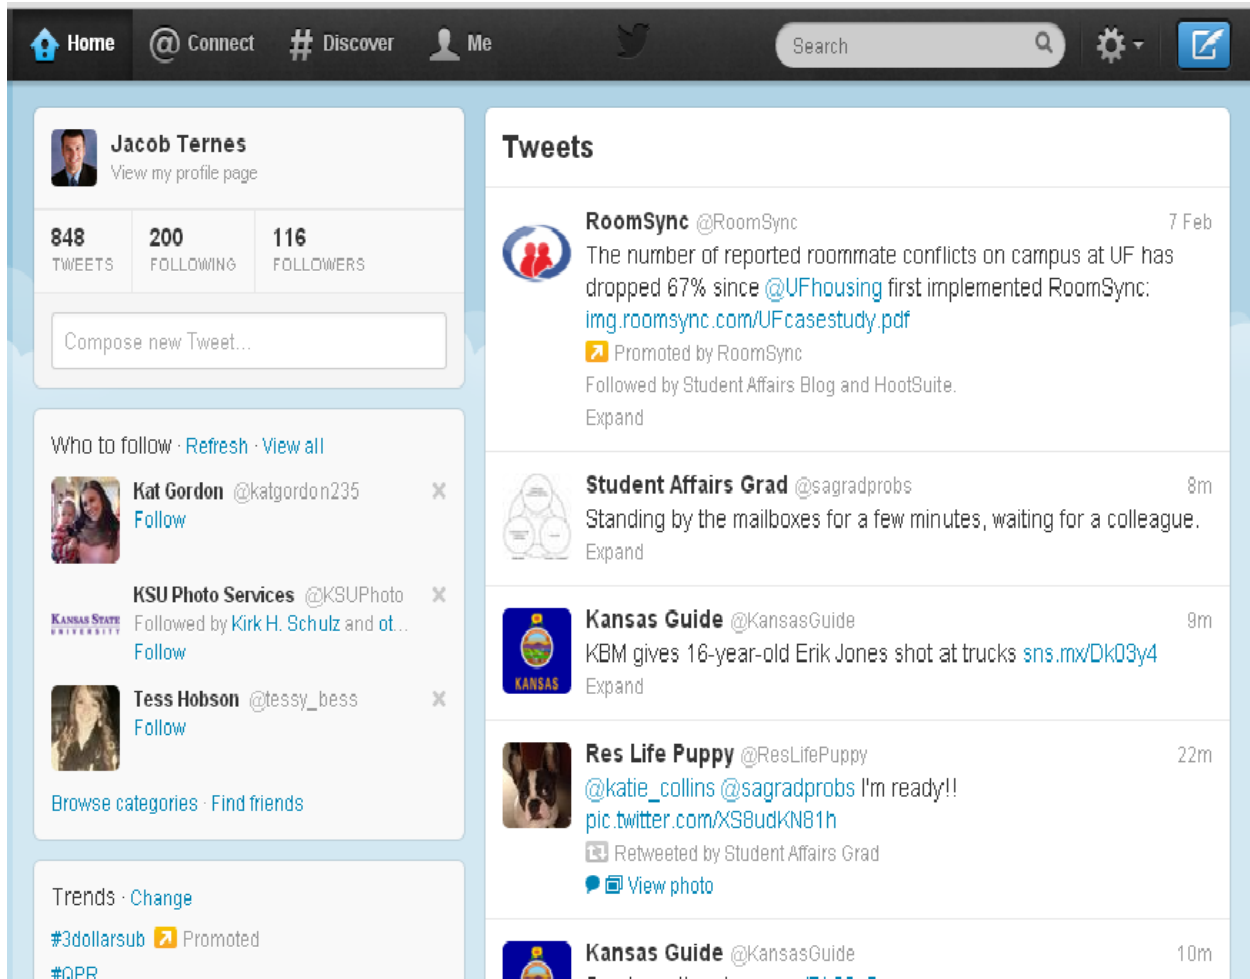 Home
Connect
Discover
Me
Search
Jacob Ternes
View my profile page
848
TWEETS
200
FOLLOWING
116
FOLLOWERS
Compose new Tweet...
Who to follow · Refresh · View all
Kat Gordon @katgordon235
Follow
KSU Photo Services @KSUPhoto
KANSAS STATE
UNIVERSITY
Followed by Kirk H. Schulz and ot...
Follow
Tess Hobson @tessy_bess
Follow
Browse categories · Find friends
Trends · Change
#3dollarsub Promoted
#QPR
Tweets
RoomSync @RoomSync 7 Feb
The number of reported roommate conflicts on campus at UF has
dropped 67% since @UFhousing first implemented RoomSync:
img.roomsync.com/UFcasestudy.pdf
Promoted by RoomSync
Followed by Student Affairs Blog and HootSuite.
Expand
Student Affairs Grad @sagradprobs 8m
Standing by the mailboxes for a few minutes, waiting for a colleague.
Expand
Kansas Guide @KansasGuide 9m
KANSAS
KBM gives 16-year-old Erik Jones shot at trucks sns.mx/Dk03y4
Expand
Res Life Puppy @ResLifePuppy 22m
@katie_collins @sagradprobs I'm ready!!
pic.twitter.com/XS8udKN81h
Retweeted by Student Affairs Grad
View photo
Kansas Guide @KansasGuide 10m